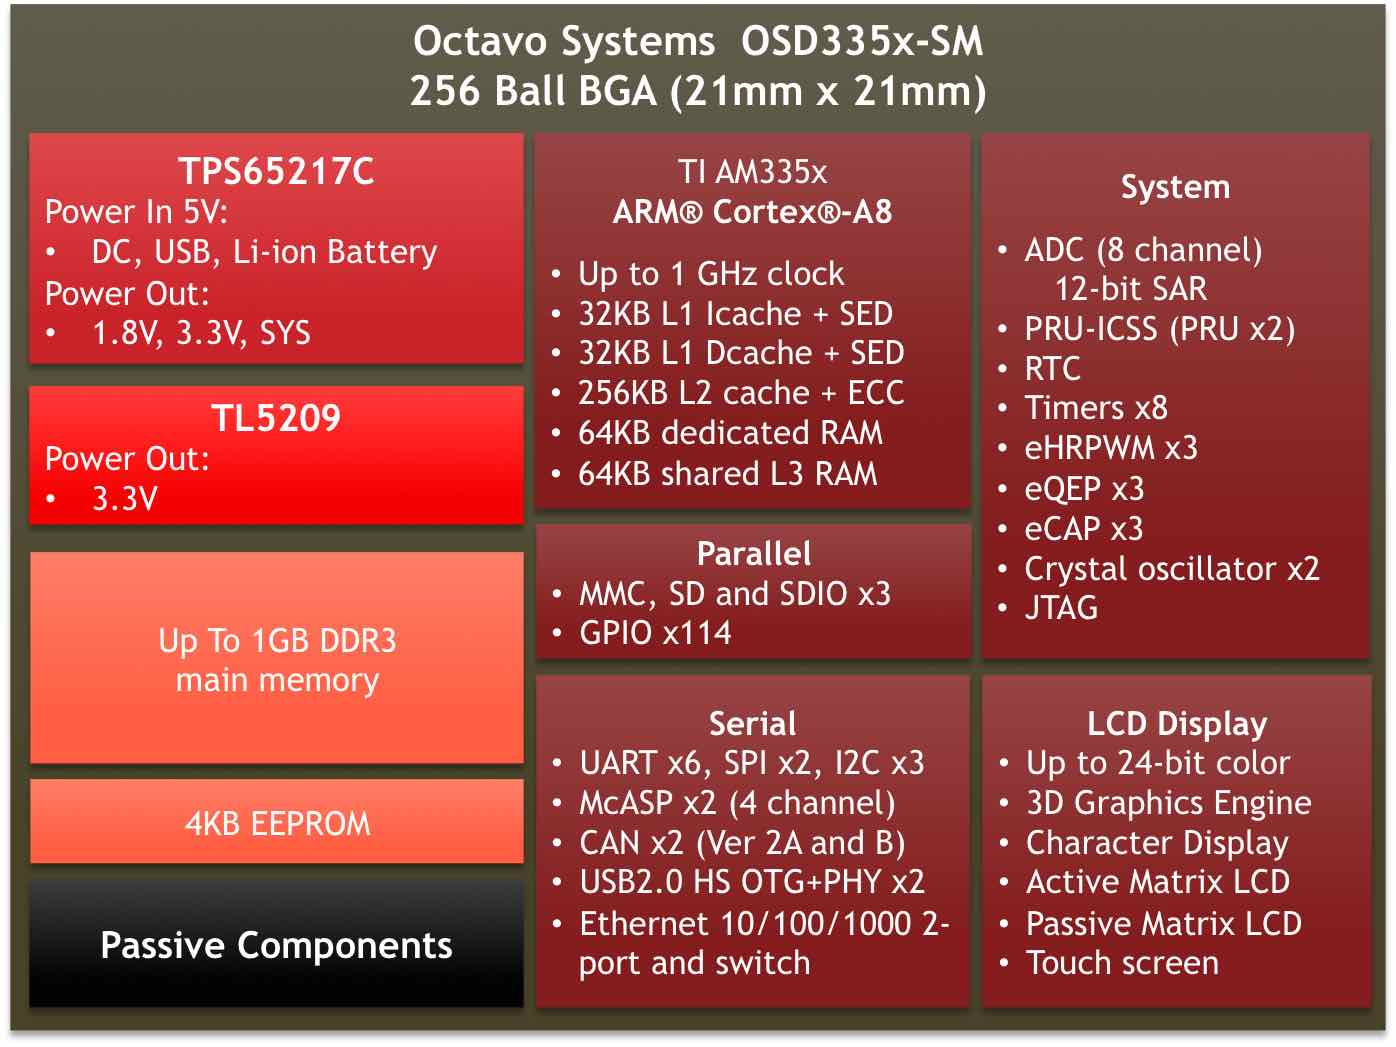 Octavo Systems OSD335x-SM
256 Ball BGA (21mm x 21mm)
TPS65217C
Power In 5V:
• DC, USB, Li-ion Battery
Power Out:
• 1.8V, 3.3V, SYS
TL5209
Power Out:
• 3.3V
Up To 1GB DDR3
main memory
4KB EEPROM
Passive Components
TI AM335x
ARM® Cortex®-A8
• Up to 1 GHz clock
• 32KB L1 Icache + SED
• 32KB L1 Dcache + SED
• 256KB L2 cache + ECC
• 64KB dedicated RAM
• 64KB shared L3 RAM
Parallel
• MMC, SD and SDIO x3
• GPIO x114
Serial
• UART x6, SPI x2, I2C x3
• McASP x2 (4 channel)
• CAN x2 (Ver 2A and B)
• USB2.0 HS OTG+PHY x2
• Ethernet 10/100/1000 2-
port and switch
System
• ADC (8 channel)
12-bit SAR
• PRU-ICSS (PRU x2)
• RTC
• Timers x8
• eHRPWM x3
• eQEP x3
• eCAP x3
• Crystal oscillator x2
• JTAG
LCD Display
• Up to 24-bit color
• 3D Graphics Engine
• Character Display
• Active Matrix LCD
• Passive Matrix LCD
• Touch screen